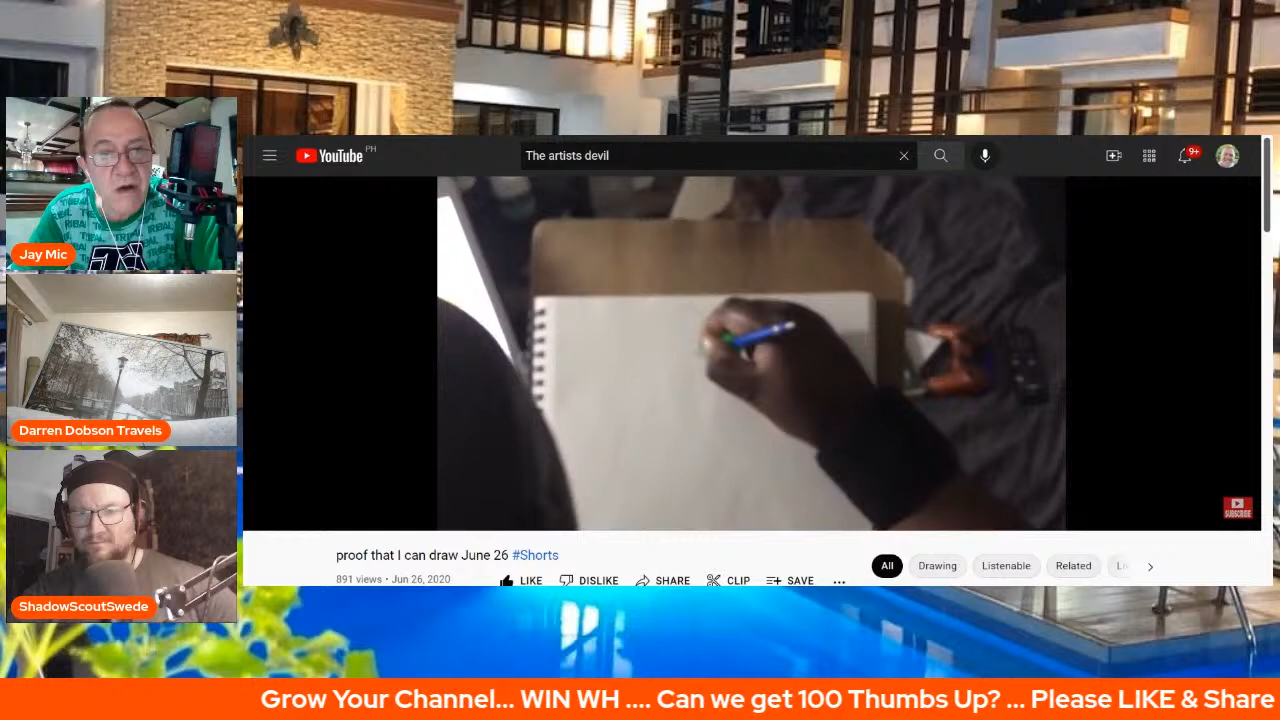 YouTube PH
The artists devil
9+
TRIBAL
Jay Mic
Darren Dobson Travels
ShadowScoutSwede
SUBSCRIBE
proof that I can draw June 26 #Shorts
891 views • Jun 26, 2020
LIKE
DISLIKE
SHARE
CLIP
SAVE
...
All
Drawing
Listenable
Related
Grow Your Channel... WIN WH .... Can we get 100 Thumbs Up? ... Please LIKE & Share